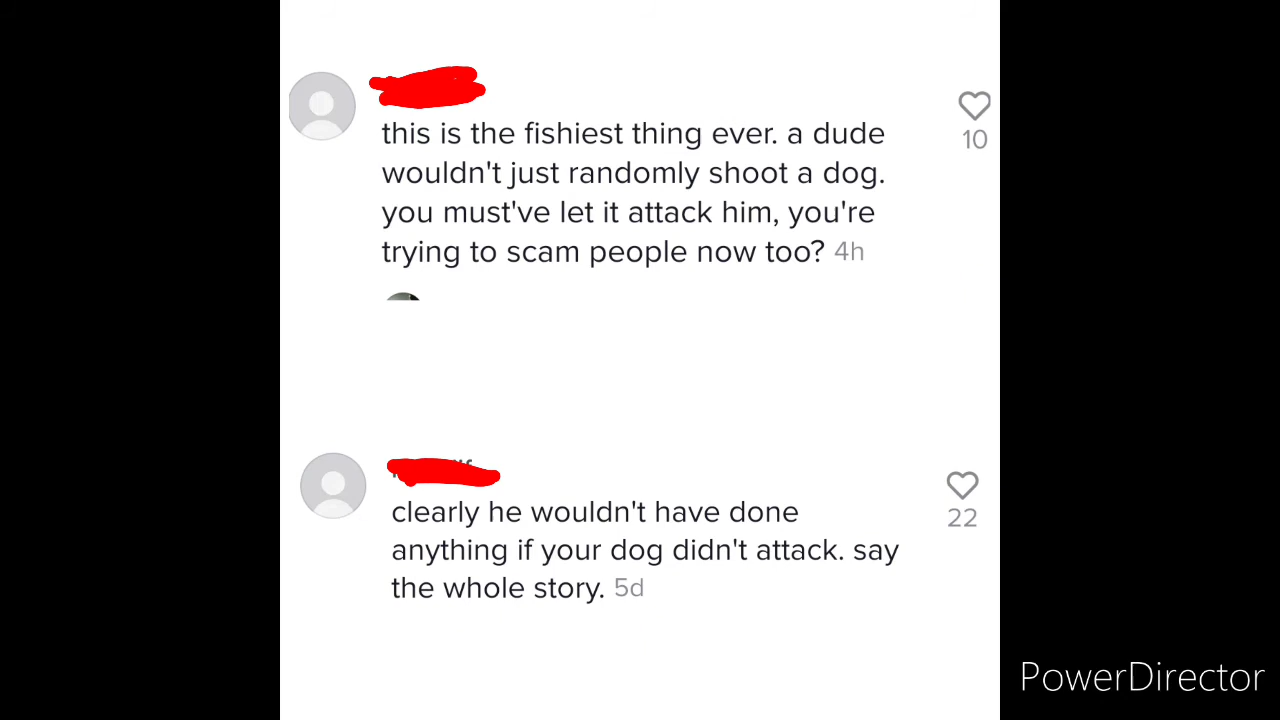 this is the fishiest thing ever. a dude
10
wouldn't just randomly shoot a dog.
you must've let it attack him, you're
trying to scam people now too? 4h
clearly he wouldn't have done
22
anything if your dog didn't attack. say
the whole story. 5d
PowerDirector